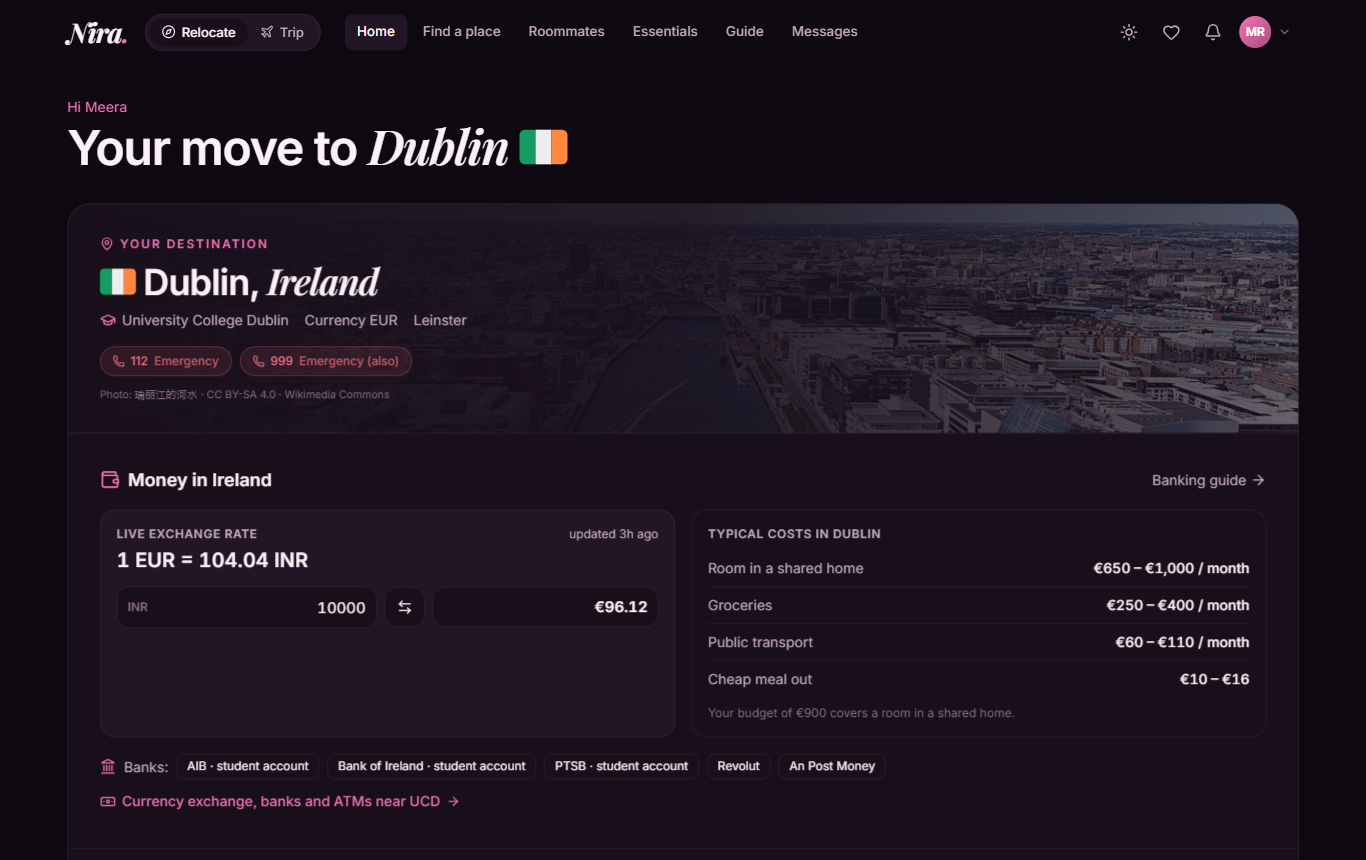 Nira.
Relocate Trip Home Find a place Roommates Essentials Guide Messages MR
Hi Meera
Your move to Dublin
YOUR DESTINATION
Dublin, Ireland
University College Dublin Currency EUR Leinster
112 Emergency 999 Emergency (also)
Photo: 瑞丽江的河水 · CC BY-SA 4.0 · Wikimedia Commons
Money in Ireland Banking guide →
LIVE EXCHANGE RATE updated 3h ago
1 EUR = 104.04 INR
INR 10000 €96.12
TYPICAL COSTS IN DUBLIN
Room in a shared home €650 – €1,000 / month
Groceries €250 – €400 / month
Public transport €60 – €110 / month
Cheap meal out €10 – €16
Your budget of €900 covers a room in a shared home.
Banks: AIB · student account Bank of Ireland · student account PTSB · student account Revolut An Post Money
Currency exchange, banks and ATMs near UCD →